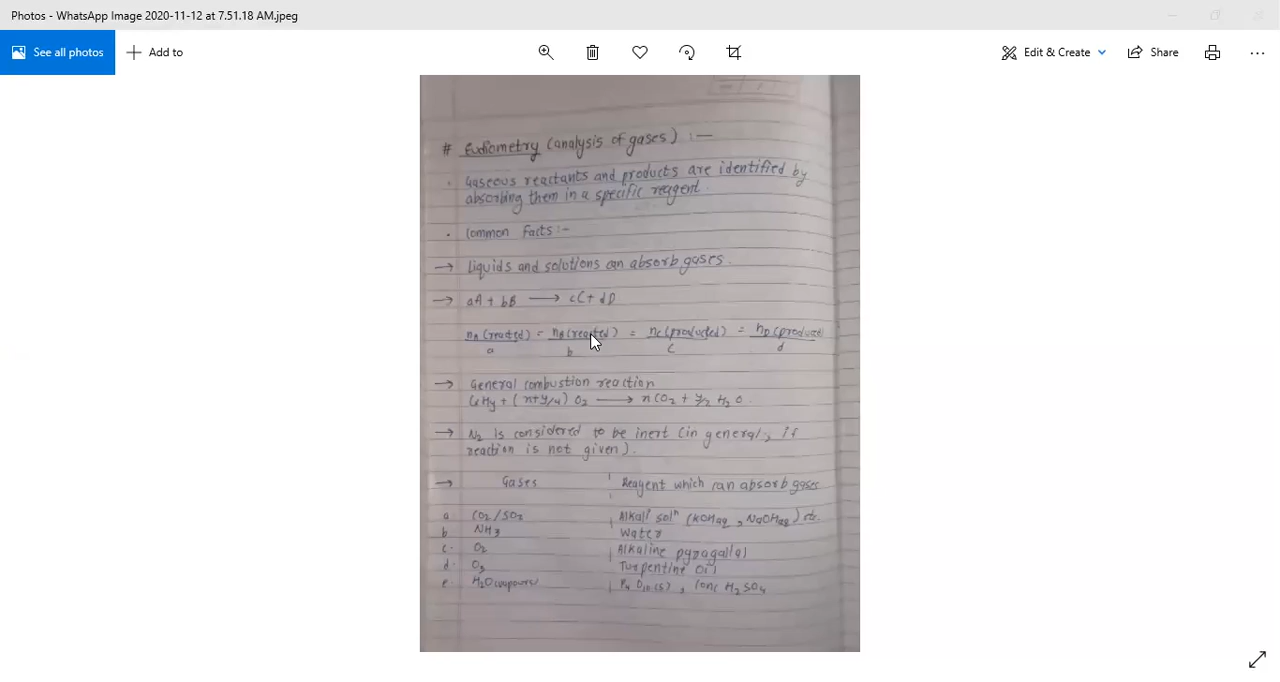 Photos - WhatsApp Image 2020-11-12 at 7.51.18 AM.jpeg
See all photos
Add to
Edit & Create
Share
# Eudiometry (analysis of gases) :—
· Gaseous reactants and products are identified by
absorbing them in a specific reagent.
· Common Facts:-
→ Liquids and solutions can absorb gases.
→ aA + bB ⟶ cC + dD
nA (reacted) = nB (reacted) = nC (produced) = nD (produced)
a b c d
→ General combustion reaction
CxHy + (x+y/4) O2 ⟶ xCO2 + y/2 H2O
→ N2 is considered to be inert (in general, if
reaction is not given).
→ Gases Reagent which can absorb gases
a. CO2/SO2 Alkali soln (KOHaq, NaOHaq) etc.
b. NH3 Water
c. O2 Alkaline pyragallal
d. O3 Turpentine Oil
e. H2O(vapours) P4O10(s), Conc H2SO4